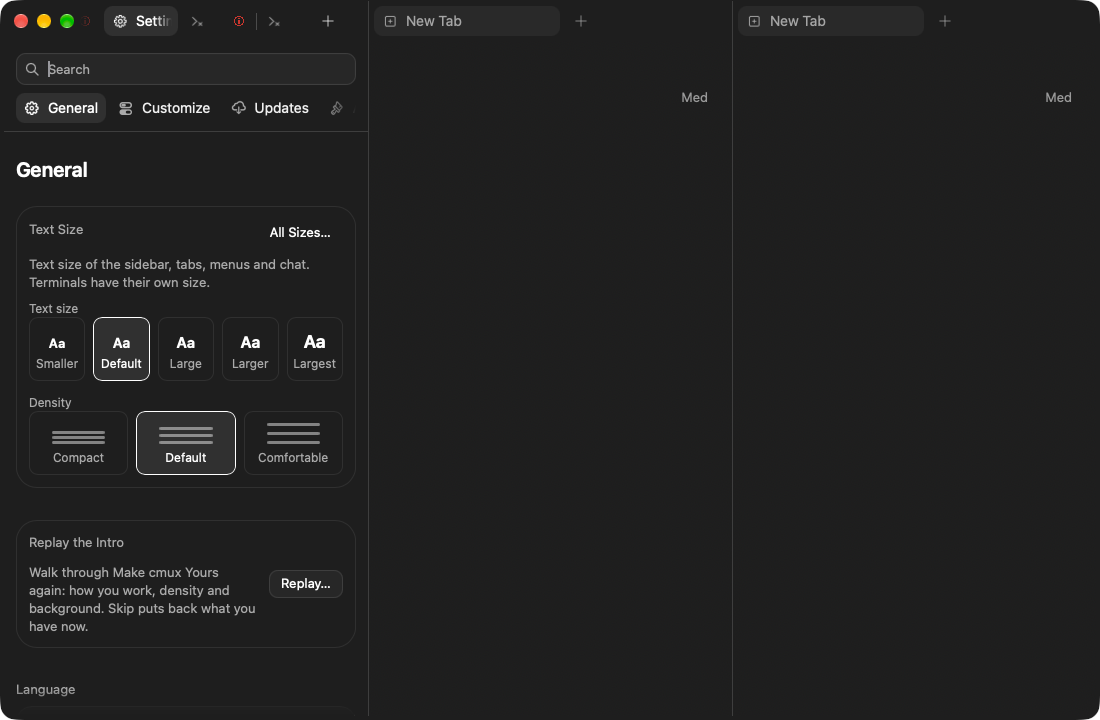 Settin
New Tab
New Tab
Search
General
Customize
Updates
Med
Med
General
Text Size
All Sizes...
Text size of the sidebar, tabs, menus and chat.
Terminals have their own size.
Text size
Aa
Aa
Aa
Aa
Aa
Smaller
Default
Large
Larger
Largest
Density
Compact
Default
Comfortable
Replay the Intro
Walk through Make cmux Yours
again: how you work, density and
background. Skip puts back what you
have now.
Replay...
Language